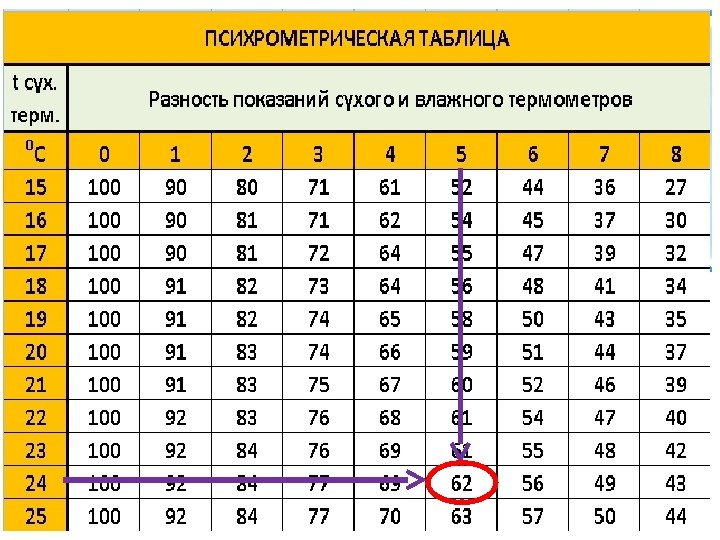 ПСИХРОМЕТРИЧЕСКАЯ ТАБЛИЦА
t сух. терм. ⁰С
Разность показаний сухого и влажного термометров
0 1 2 3 4 5 6 7 8
15 100 90 80 71 61 52 44 36 27
16 100 90 81 71 62 54 45 37 30
17 100 90 81 72 64 55 47 39 32
18 100 91 82 73 64 56 48 41 34
19 100 91 82 74 65 58 50 43 35
20 100 91 83 74 66 59 51 44 37
21 100 91 83 75 67 60 52 46 39
22 100 92 83 76 68 61 54 47 40
23 100 92 84 76 69 61 55 48 42
24 100 92 84 77 69 62 56 49 43
25 100 92 84 77 70 63 57 50 44